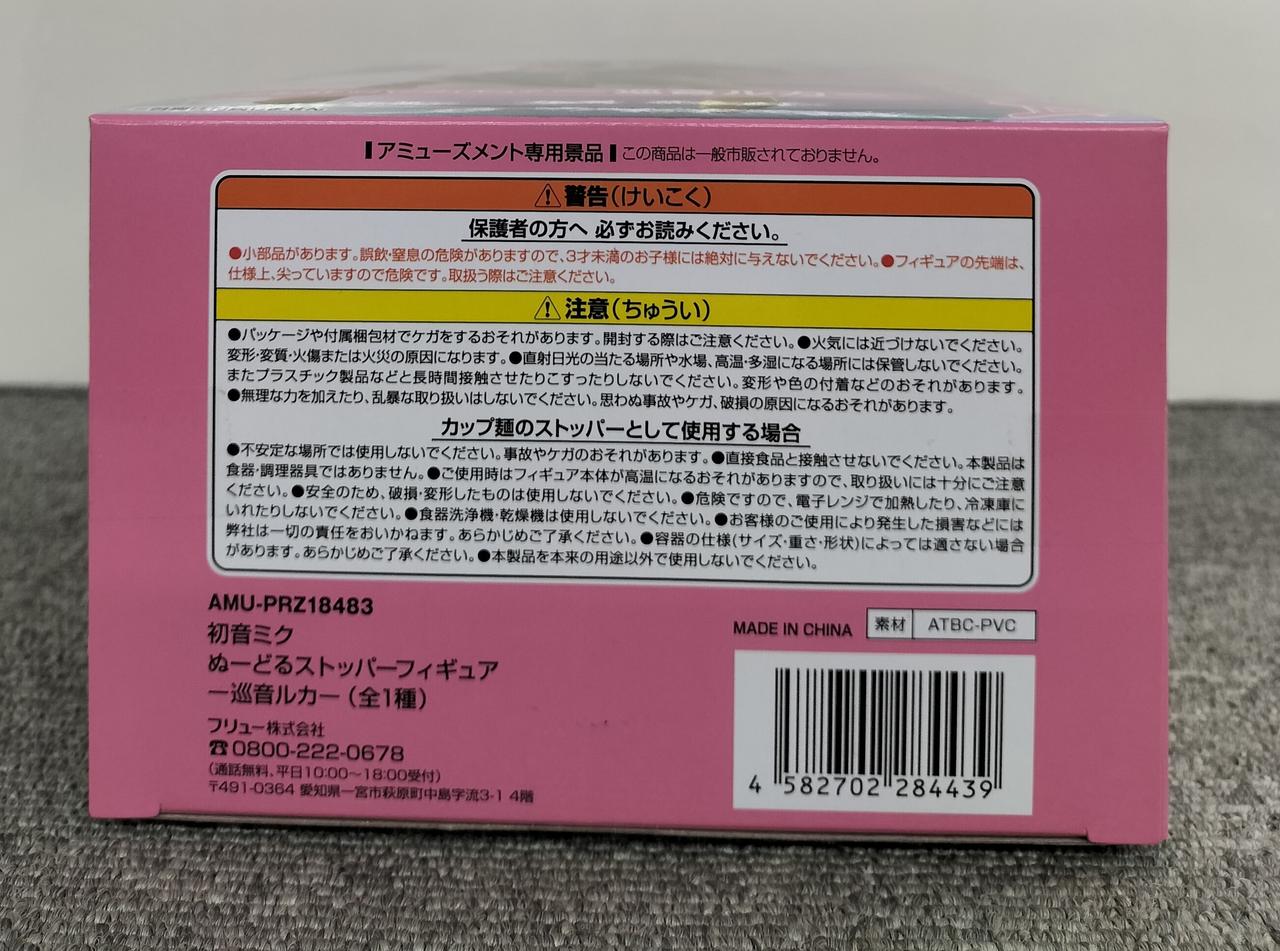 アミューズメント専用景品 この商品は一般市販されておりません。
⚠警告(けいこく)
保護者の方へ 必ずお読みください。
●小部品があります。誤飲・窒息の危険がありますので、3才未満のお子様には絶対に与えないでください。●フィギュアの先端は、
仕様上、尖っていますので危険です。取扱う際はご注意ください。
⚠注意(ちゅうい)
●パッケージや付属梱包材でケガをするおそれがあります。開封する際はご注意ください。●火気には近づけないでください。
変形・変質・火傷または火災の原因になります。●直射日光の当たる場所や水場、高温・多湿になる場所には保管しないでください。
またプラスチック製品などと長時間接触させたりこすったりしないでください。変形や色の付着などのおそれがあります。
●無理な力を加えたり、乱暴な取り扱いはしないでください。思わぬ事故やケガ、破損の原因になるおそれがあります。
カップ麺のストッパーとして使用する場合
●不安定な場所では使用しないでください。事故やケガのおそれがあります。●直接食品と接触させないでください。本製品は
食器・調理器具ではありません。●ご使用時はフィギュア本体が高温になるおそれがありますので、取り扱いには十分にご注意
ください。●安全のため、破損・変形したものは使用しないでください。●危険ですので、電子レンジで加熱したり、冷凍庫に
いれたりしないでください。●食器洗浄機・乾燥機は使用しないでください。●お客様のご使用により発生した損害などには
弊社は一切の責任をおいかねます。あらかじめご了承ください。●容器の仕様(サイズ・重さ・形状)によっては適さない場合
があります。あらかじめご了承ください。●本製品を本来の用途以外で使用しないでください。
AMU-PRZ18483
初音ミク
ぬーどるストッパーフィギュア
ー巡音ルカー(全1種)
フリュー株式会社
☎0800-222-0678
(通話無料、平日10:00〜18:00受付)
〒491-0364 愛知県一宮市萩原町中島字流3-1 4階
MADE IN CHINA 素材 ATBC-PVC
4 582702 284439